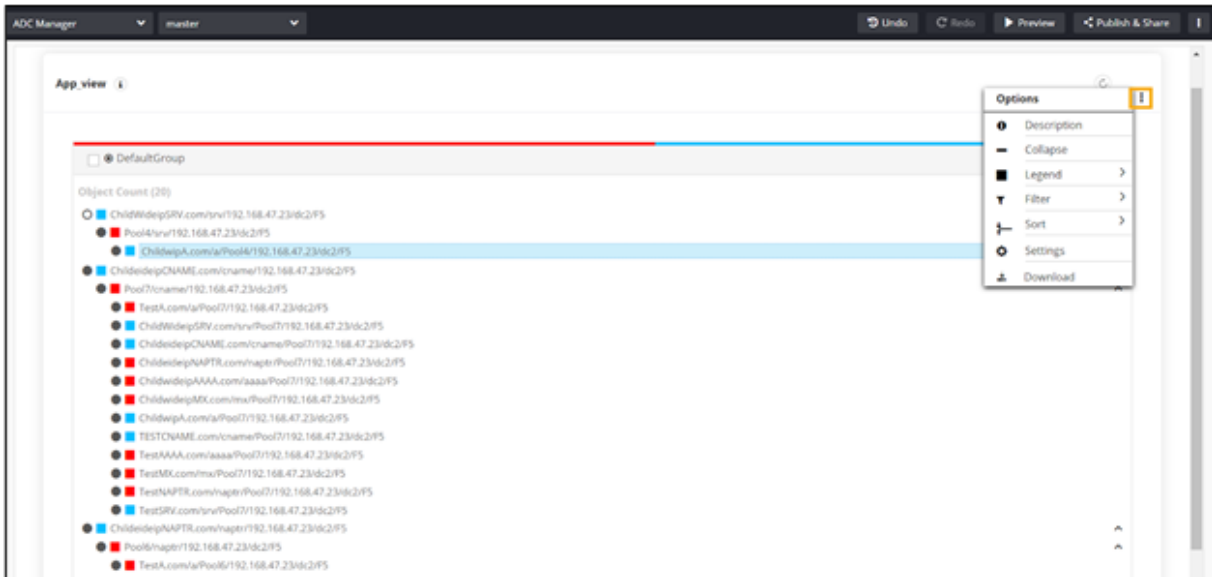 ADC Manager master Undo Redo Preview Publish & Share
App_view
Options
Description
Collapse
Legend
Filter
Sort
Settings
Download
DefaultGroup
Object Count (20)
ChildWideipSRV.com/srv/192.168.47.23/dc2/F5
Pool4/srv/192.168.47.23/dc2/F5
ChildwipA.com/a/Pool4/192.168.47.23/dc2/F5
ChildeideipCNAME.com/cname/192.168.47.23/dc2/F5
Pool7/cname/192.168.47.23/dc2/F5
TestA.com/a/Pool7/192.168.47.23/dc2/F5
ChildWideipSRV.com/srv/Pool7/192.168.47.23/dc2/F5
ChildeideipCNAME.com/cname/Pool7/192.168.47.23/dc2/F5
ChildeideipNAPTR.com/naptr/Pool7/192.168.47.23/dc2/F5
ChildwideipAAAA.com/aaaa/Pool7/192.168.47.23/dc2/F5
ChildwideipMX.com/mx/Pool7/192.168.47.23/dc2/F5
ChildwipA.com/a/Pool7/192.168.47.23/dc2/F5
TESTCNAME.com/cname/Pool7/192.168.47.23/dc2/F5
TestAAAA.com/aaaa/Pool7/192.168.47.23/dc2/F5
TestMX.com/mx/Pool7/192.168.47.23/dc2/F5
TestNAPTR.com/naptr/Pool7/192.168.47.23/dc2/F5
TestSRV.com/srv/Pool7/192.168.47.23/dc2/F5
ChildeideipNAPTR.com/naptr/192.168.47.23/dc2/F5
Pool6/naptr/192.168.47.23/dc2/F5
TestA.com/a/Pool6/192.168.47.23/dc2/F5